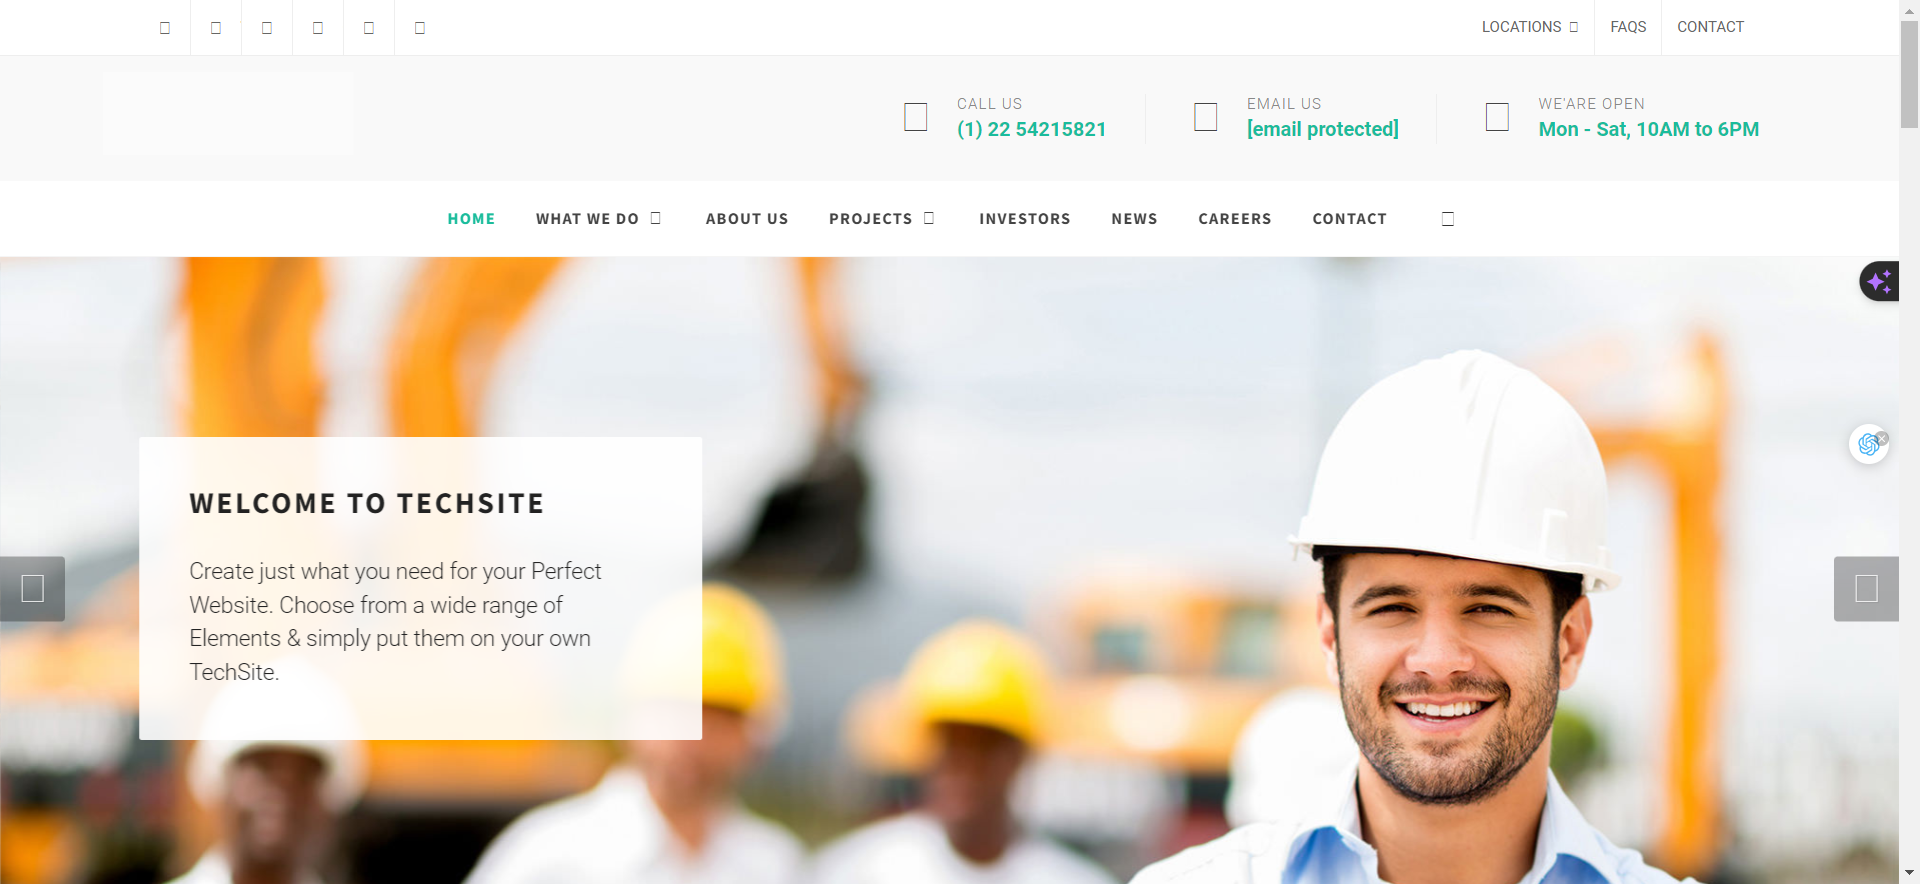 LOCATIONS FAQS CONTACT
CALL US
(1) 22 54215821
EMAIL US
[email protected]
WE'ARE OPEN
Mon - Sat, 10AM to 6PM
HOME WHAT WE DO ABOUT US PROJECTS INVESTORS NEWS CAREERS CONTACT
WELCOME TO TECHSITE
Create just what you need for your Perfect
Website. Choose from a wide range of
Elements & simply put them on your own
TechSite.